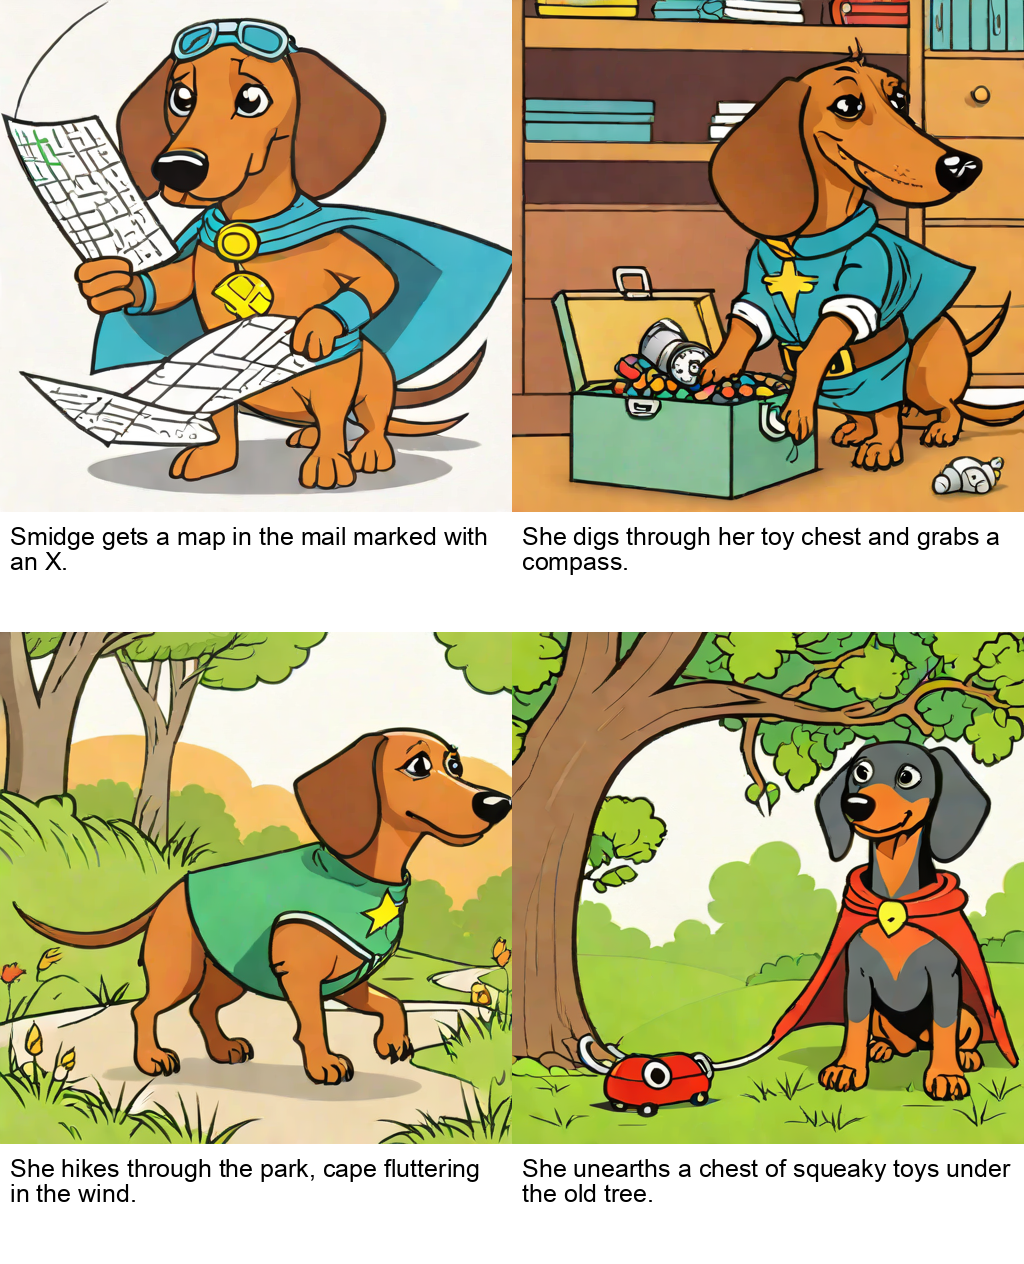 Smidge gets a map in the mail marked with
an X.
She digs through her toy chest and grabs a
compass.
She hikes through the park, cape fluttering
in the wind.
She unearths a chest of squeaky toys under
the old tree.